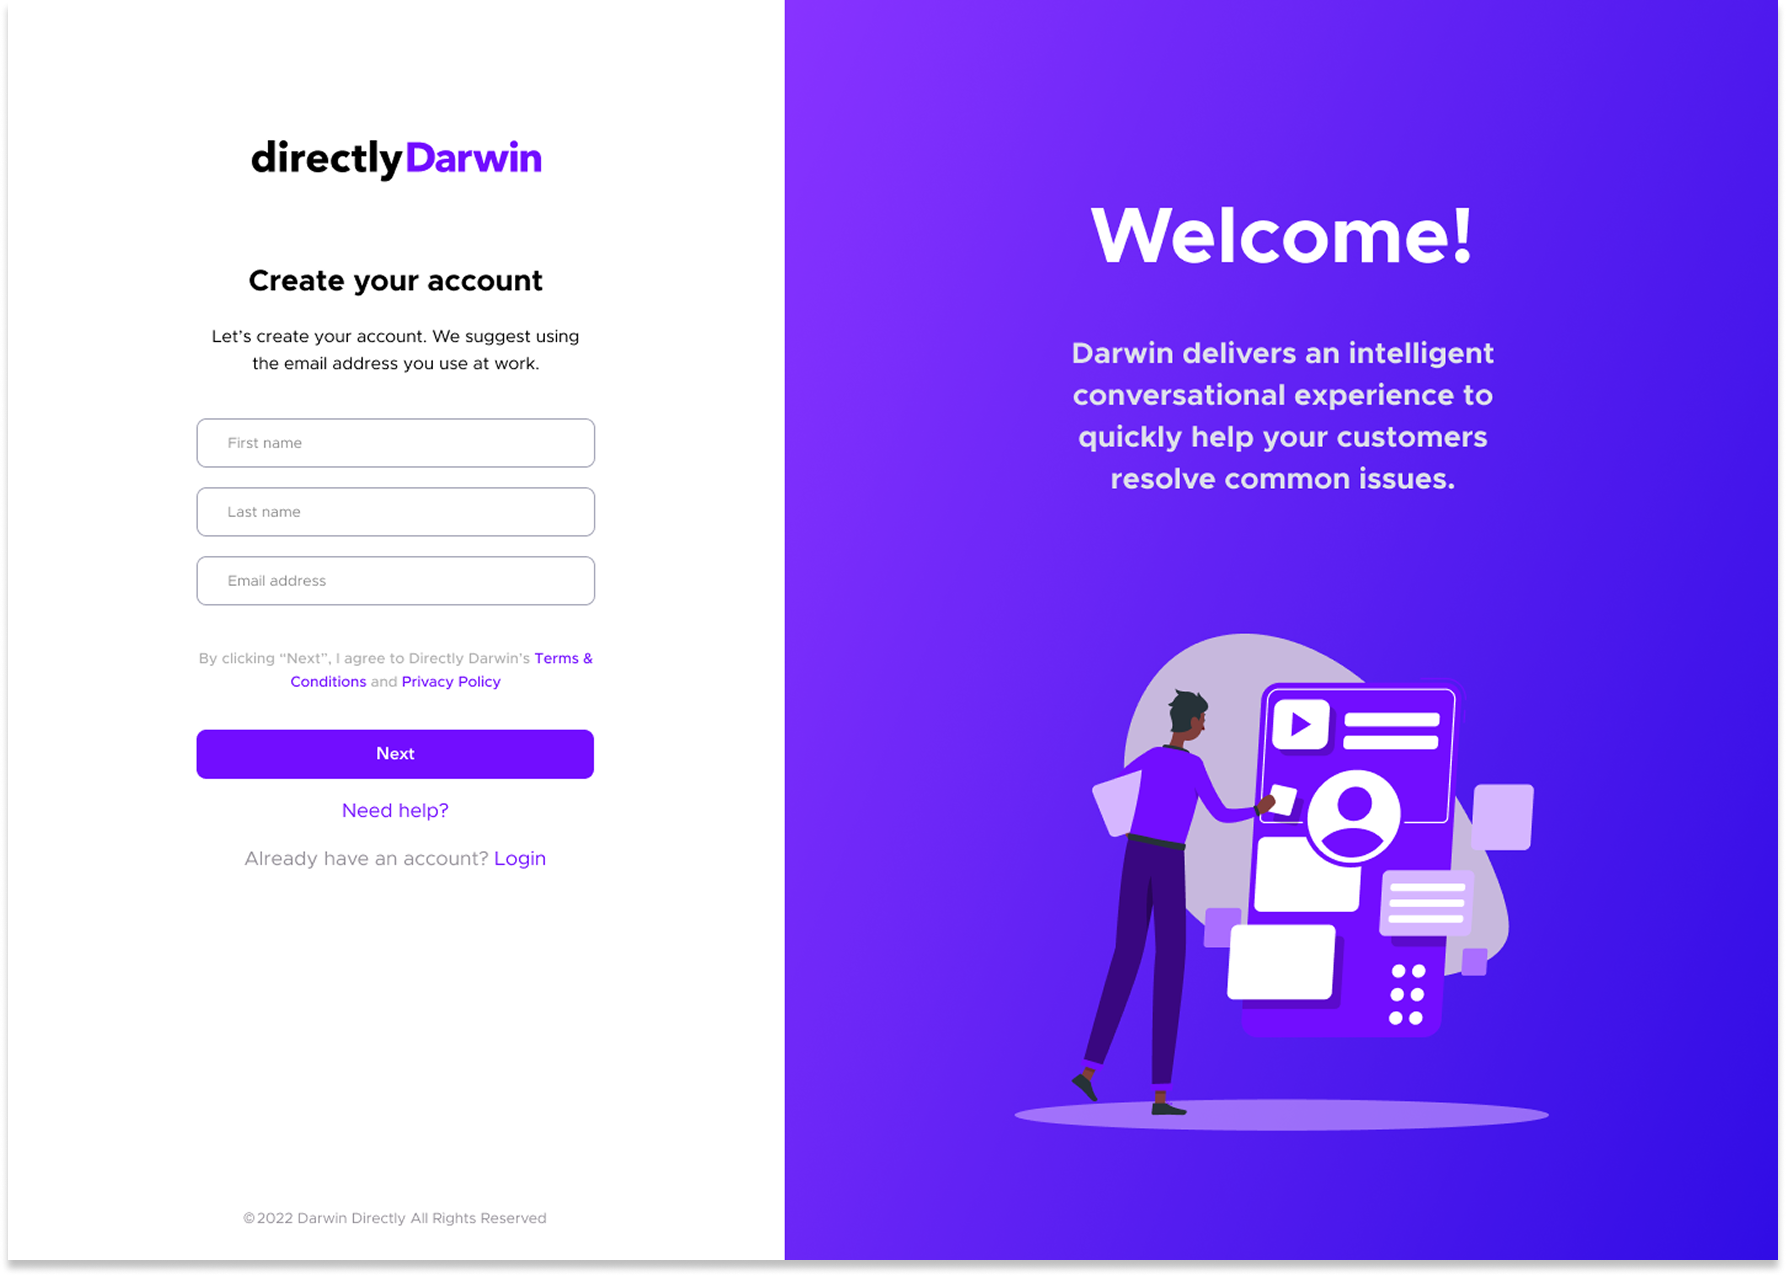 directlyDarwin
Create your account
Let’s create your account. We suggest using
the email address you use at work.
First name
Last name
Email address
By clicking “Next”, I agree to Directly Darwin’s Terms &
Conditions and Privacy Policy
Next
Need help?
Already have an account? Login
©2022 Darwin Directly All Rights Reserved
Welcome!
Darwin delivers an intelligent
conversational experience to
quickly help your customers
resolve common issues.